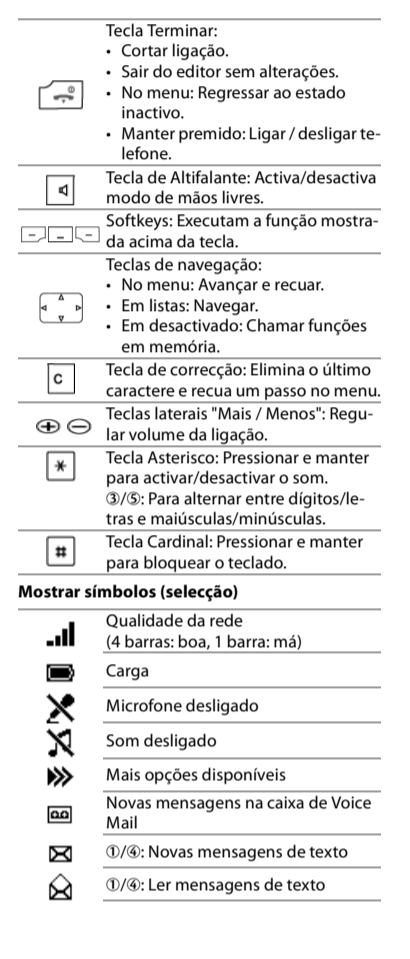 Tecla Terminar:
• Cortar ligação.
• Sair do editor sem alterações.
• No menu: Regressar ao estado
inactivo.
• Manter premido: Ligar / desligar te-
lefone.
Tecla de Altifalante: Activa/desactiva
modo de mãos livres.
Softkeys: Executam a função mostra-
da acima da tecla.
Teclas de navegação:
• No menu: Avançar e recuar.
• Em listas: Navegar.
• Em desactivado: Chamar funções
em memória.
C
Tecla de correcção: Elimina o último
caractere e recua um passo no menu.
Teclas laterais "Mais / Menos": Regu-
lar volume da ligação.
*
Tecla Asterisco: Pressionar e manter
para activar/desactivar o som.
③/⑤: Para alternar entre dígitos/le-
tras e maiúsculas/minúsculas.
#
Tecla Cardinal: Pressionar e manter
para bloquear o teclado.
Mostrar símbolos (selecção)
Qualidade da rede
(4 barras: boa, 1 barra: má)
Carga
Microfone desligado
Som desligado
Mais opções disponíveis
Novas mensagens na caixa de Voice
Mail
①/④: Novas mensagens de texto
①/④: Ler mensagens de texto